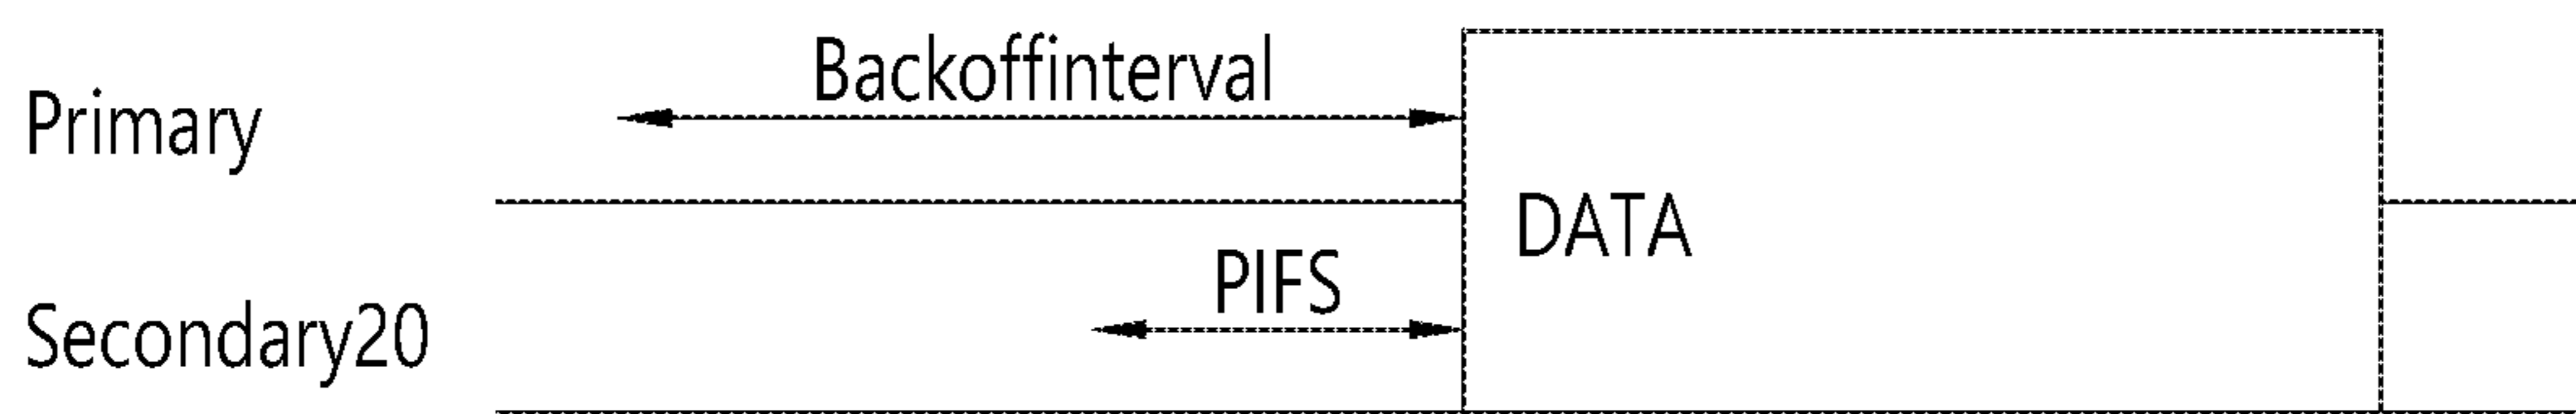 Backoffinterval
Primary
DATA
PIFS
Secondary20